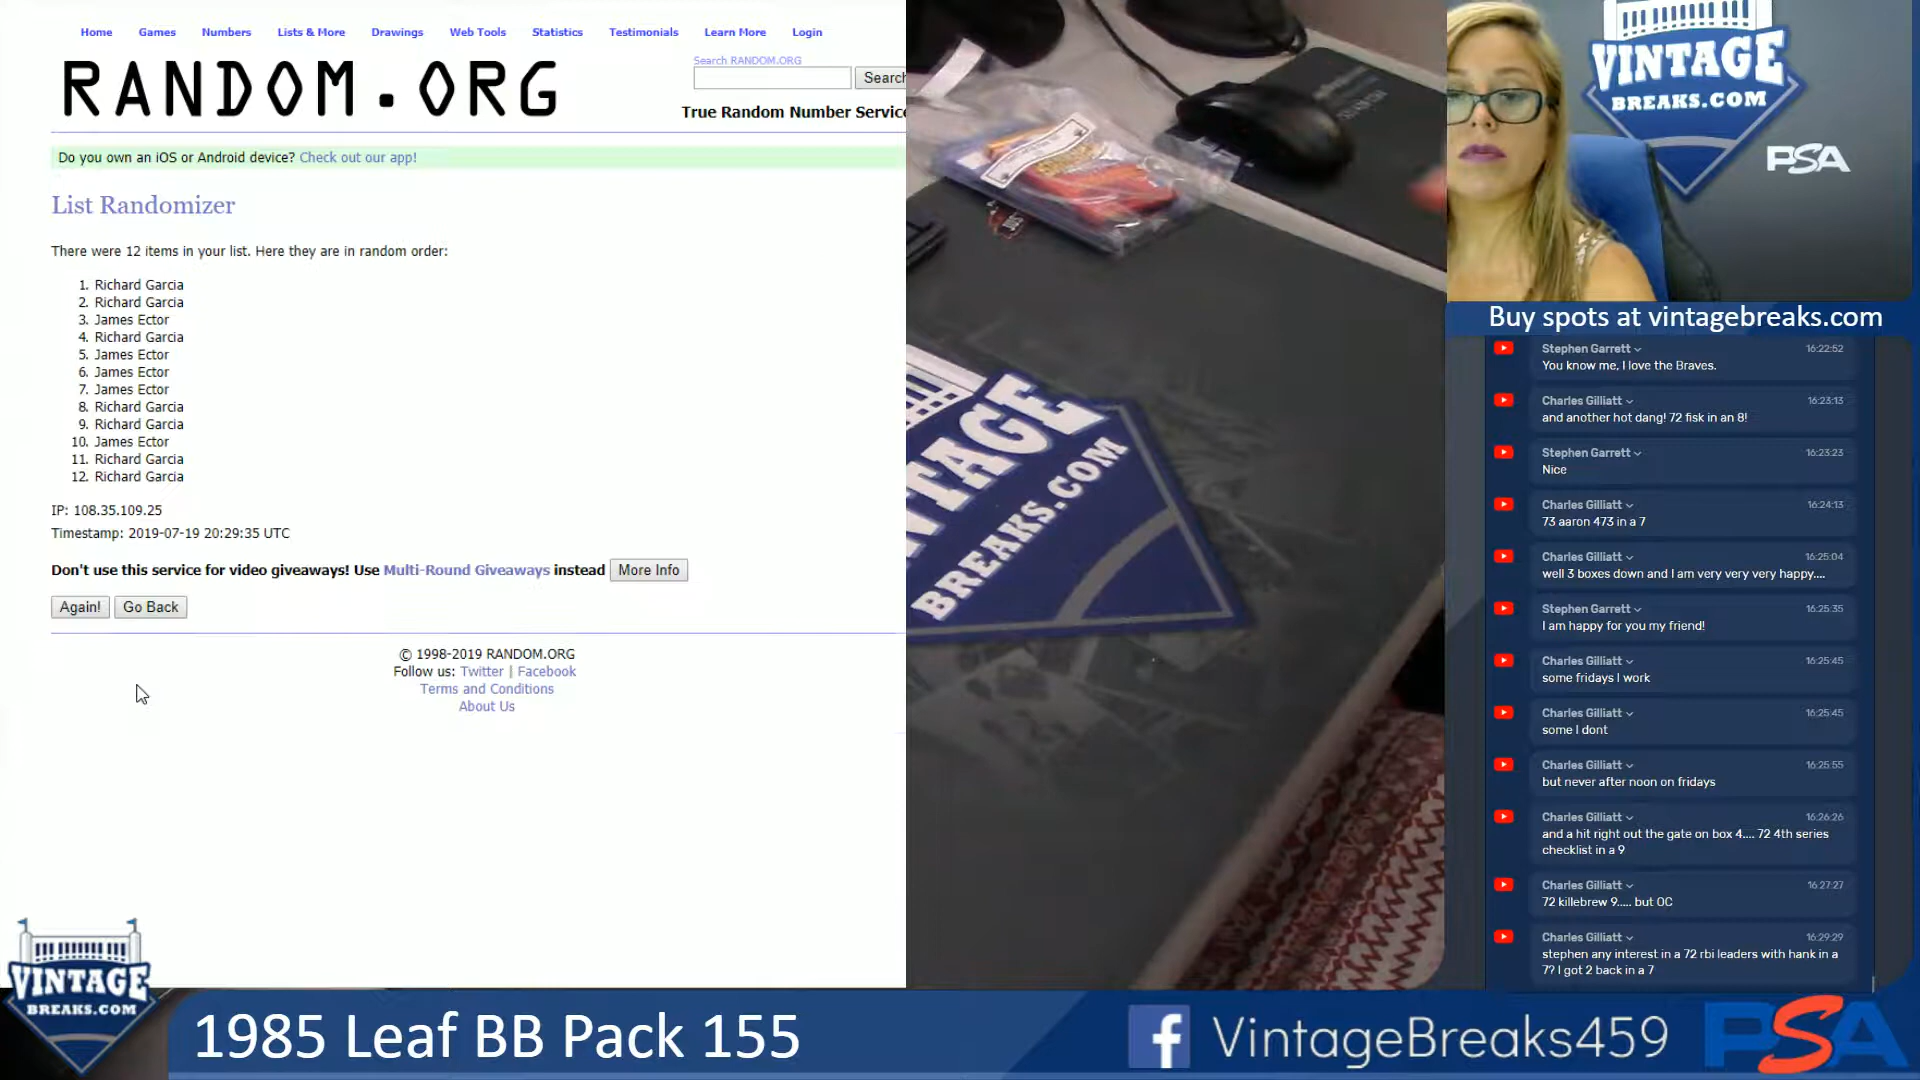 Home Games Numbers Lists & More Drawings Web Tools Statistics Testimonials Learn More Login
RANDOM.ORG
Search RANDOM.ORG
Search
True Random Number Service
Do you own an iOS or Android device? Check out our app!
List Randomizer
There were 12 items in your list. Here they are in random order:
1. Richard Garcia
2. Richard Garcia
3. James Ector
4. Richard Garcia
5. James Ector
6. James Ector
7. James Ector
8. Richard Garcia
9. Richard Garcia
10. James Ector
11. Richard Garcia
12. Richard Garcia
IP: 108.35.109.25
Timestamp: 2019-07-19 20:29:35 UTC
Don't use this service for video giveaways! Use Multi-Round Giveaways instead More Info
Again! Go Back
© 1998-2019 RANDOM.ORG
Follow us: Twitter | Facebook
Terms and Conditions
About Us
NTAGE
BREAKS.COM
VINTAGE
BREAKS.COM
PSA
Buy spots at vintagebreaks.com
Stephen Garrett 16:22:52
You know me, I love the Braves.
Charles Gilliatt 16:23:13
and another hot dang! 72 fisk in an 8!
Stephen Garrett 16:23:23
Nice
Charles Gilliatt 16:24:13
73 aaron 473 in a 7
Charles Gilliatt 16:25:04
well 3 boxes down and I am very very very happy....
Stephen Garrett 16:25:35
I am happy for you my friend!
Charles Gilliatt 16:25:45
some fridays I work
Charles Gilliatt 16:25:45
some I dont
Charles Gilliatt 16:25:55
but never after noon on fridays
Charles Gilliatt 16:26:26
and a hit right out the gate on box 4.... 72 4th series
checklist in a 9
Charles Gilliatt 16:27:27
72 killebrew 9..... but OC
Charles Gilliatt 16:29:29
stephen any interest in a 72 rbi leaders with hank in a
7? I got 2 back in a 7
VINTAGE
BREAKS.COM
1985 Leaf BB Pack 155
f VintageBreaks459
PSA